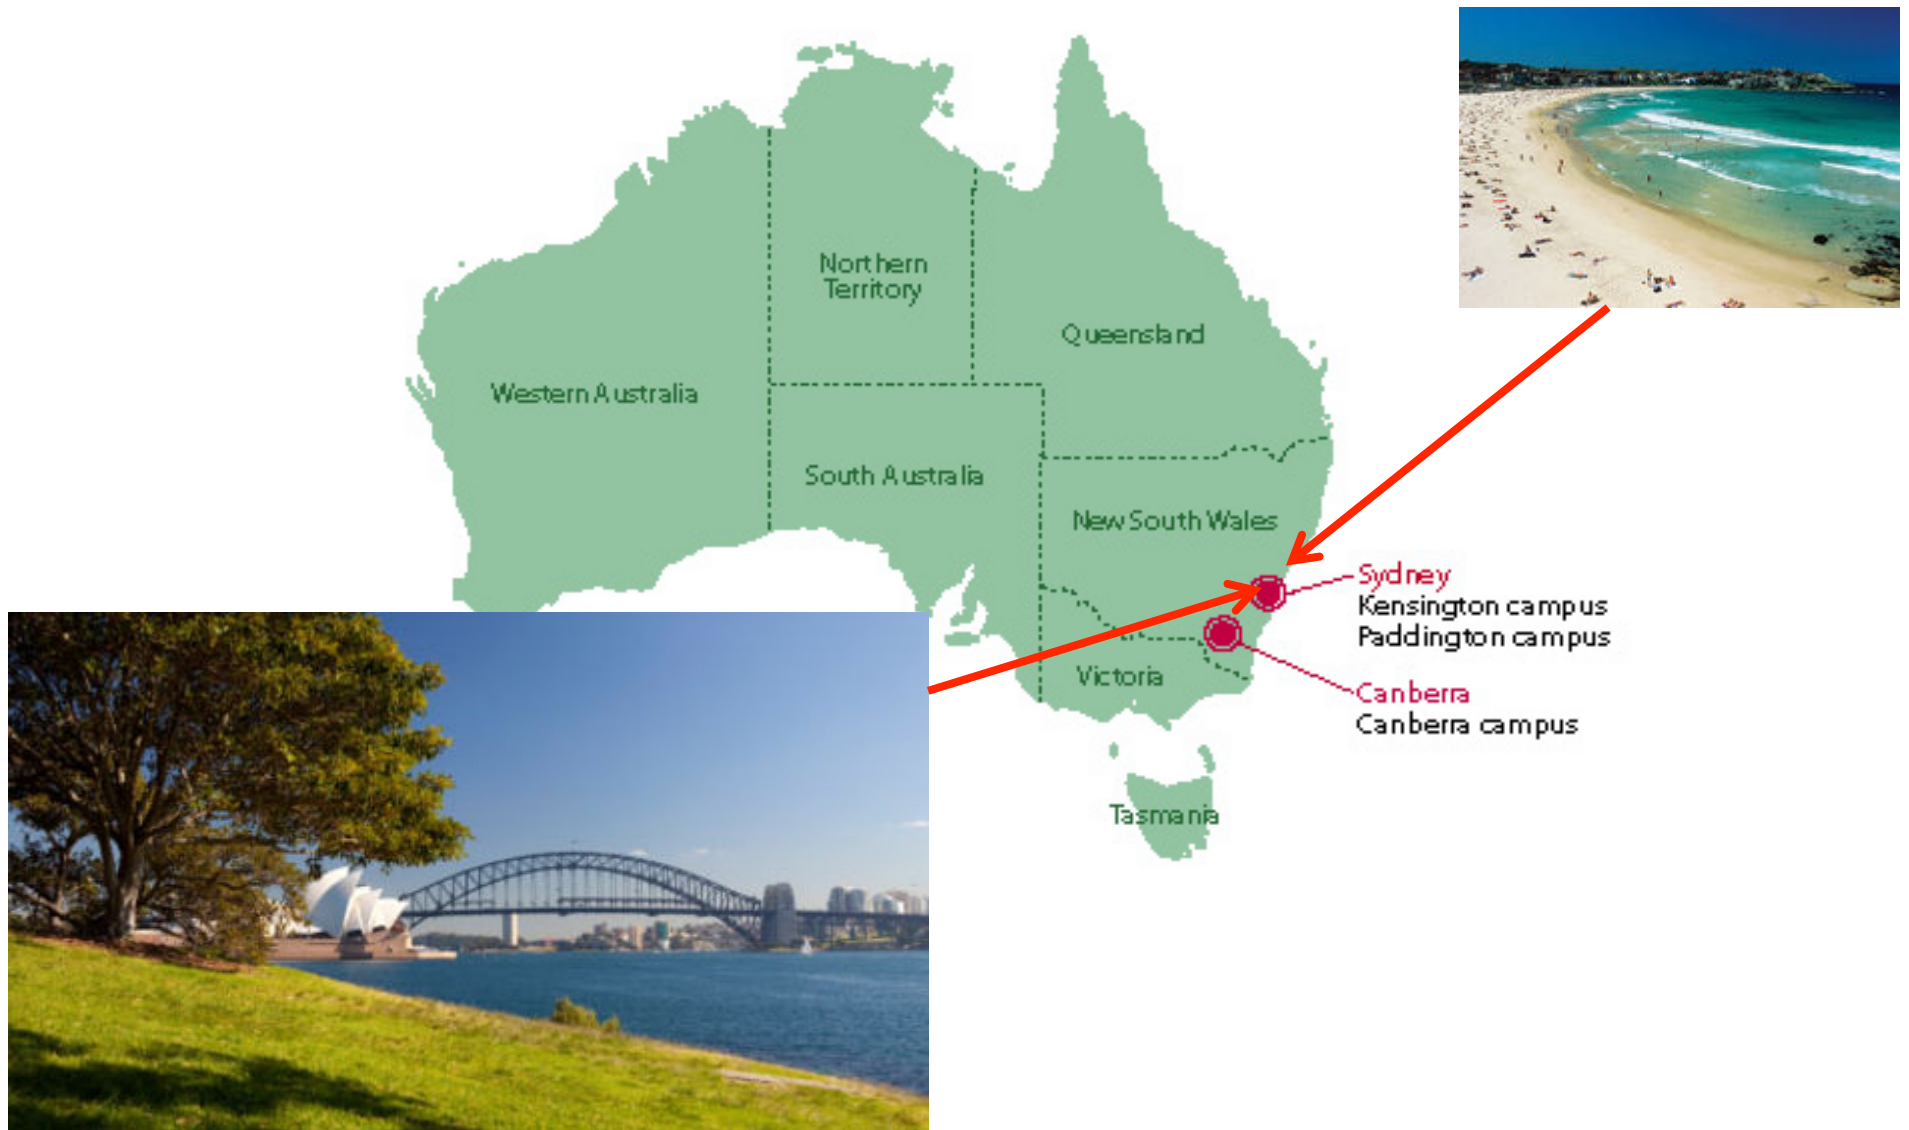 Northern
Territory
Queensland
Western Australia
South Australia
New South Wales
Sydney
Kensington campus
Paddington campus
Victoria
Canberra
Canberra campus
Tasmania